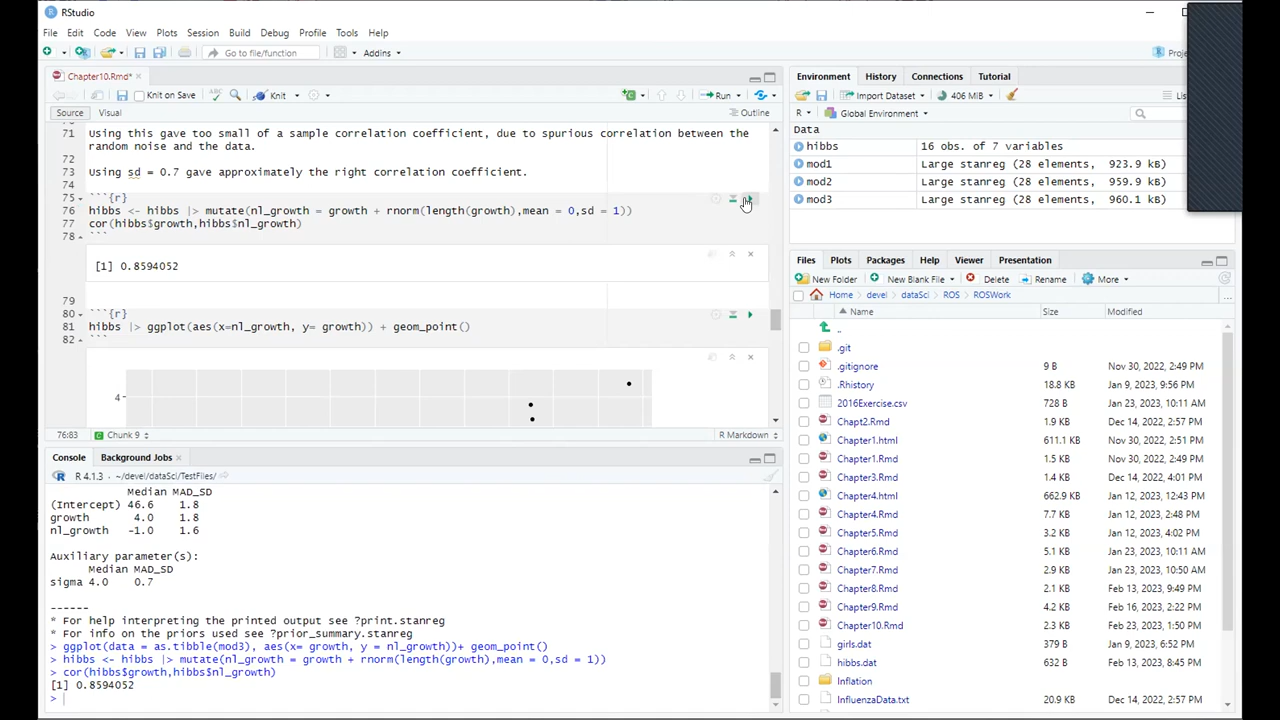 RStudio
File Edit Code View Plots Session Build Debug Profile Tools Help
Go to file/function Addins
Chapter10.Rmd* ×
Knit on Save ABC Knit Run
Source Visual Outline
71 Using this gave too small of a sample correlation coefficient, due to spurious correlation between the
random noise and the data.
72
73 Using sd = 0.7 gave approximately the right correlation coefficient.
74
75 ```{r}
76 hibbs <- hibbs |> mutate(nl_growth = growth + rnorm(length(growth),mean = 0,sd = 1))
77 cor(hibbs$growth,hibbs$nl_growth)
78 ```
[1] 0.8594052
79
80 ```{r}
81 hibbs |> ggplot(aes(x=nl_growth, y= growth)) + geom_point()
82 ```
4
76:83 Chunk 9 R Markdown
Console Background Jobs ×
R 4.1.3 · ~/devel/dataSci/TestFiles/
Median MAD_SD
(Intercept) 46.6 1.8
growth 4.0 1.8
nl_growth -1.0 1.6
Auxiliary parameter(s):
Median MAD_SD
sigma 4.0 0.7
------
* For help interpreting the printed output see ?print.stanreg
* For info on the priors used see ?prior_summary.stanreg
> ggplot(data = as.tibble(mod3), aes(x= growth, y = nl_growth))+ geom_point()
> hibbs <- hibbs |> mutate(nl_growth = growth + rnorm(length(growth),mean = 0,sd = 1))
> cor(hibbs$growth,hibbs$nl_growth)
[1] 0.8594052
>
Environment History Connections Tutorial
Import Dataset 406 MiB
R Global Environment
Data
hibbs 16 obs. of 7 variables
mod1 Large stanreg (28 elements, 923.9 kB)
mod2 Large stanreg (28 elements, 959.9 kB)
mod3 Large stanreg (28 elements, 960.1 kB)
Files Plots Packages Help Viewer Presentation
New Folder New Blank File Delete Rename More
Home devel dataSci ROS ROSWork ...
Name Size Modified
..
.git
.gitignore 9 B Nov 30, 2022, 2:49 PM
.Rhistory 18.8 KB Jan 9, 2023, 9:56 PM
2016Exercise.csv 728 B Jan 23, 2023, 10:11 AM
Chapt2.Rmd 1.9 KB Dec 14, 2022, 2:57 PM
Chapter1.html 611.1 KB Nov 30, 2022, 2:51 PM
Chapter1.Rmd 1.5 KB Nov 30, 2022, 2:49 PM
Chapter3.Rmd 1.4 KB Dec 14, 2022, 4:01 PM
Chapter4.html 662.9 KB Jan 12, 2023, 12:43 PM
Chapter4.Rmd 7.7 KB Jan 12, 2023, 2:48 PM
Chapter5.Rmd 3.2 KB Jan 12, 2023, 4:02 PM
Chapter6.Rmd 5.1 KB Jan 23, 2023, 10:11 AM
Chapter7.Rmd 2.9 KB Jan 23, 2023, 10:50 AM
Chapter8.Rmd 2.1 KB Feb 13, 2023, 9:49 PM
Chapter9.Rmd 4.2 KB Feb 16, 2023, 2:22 PM
Chapter10.Rmd 6 KB Feb 23, 2023, 1:50 PM
girls.dat 379 B Jan 9, 2023, 6:52 PM
hibbs.dat 632 B Feb 13, 2023, 8:45 PM
Inflation
InfluenzaData.txt 20.9 KB Dec 14, 2022, 2:57 PM